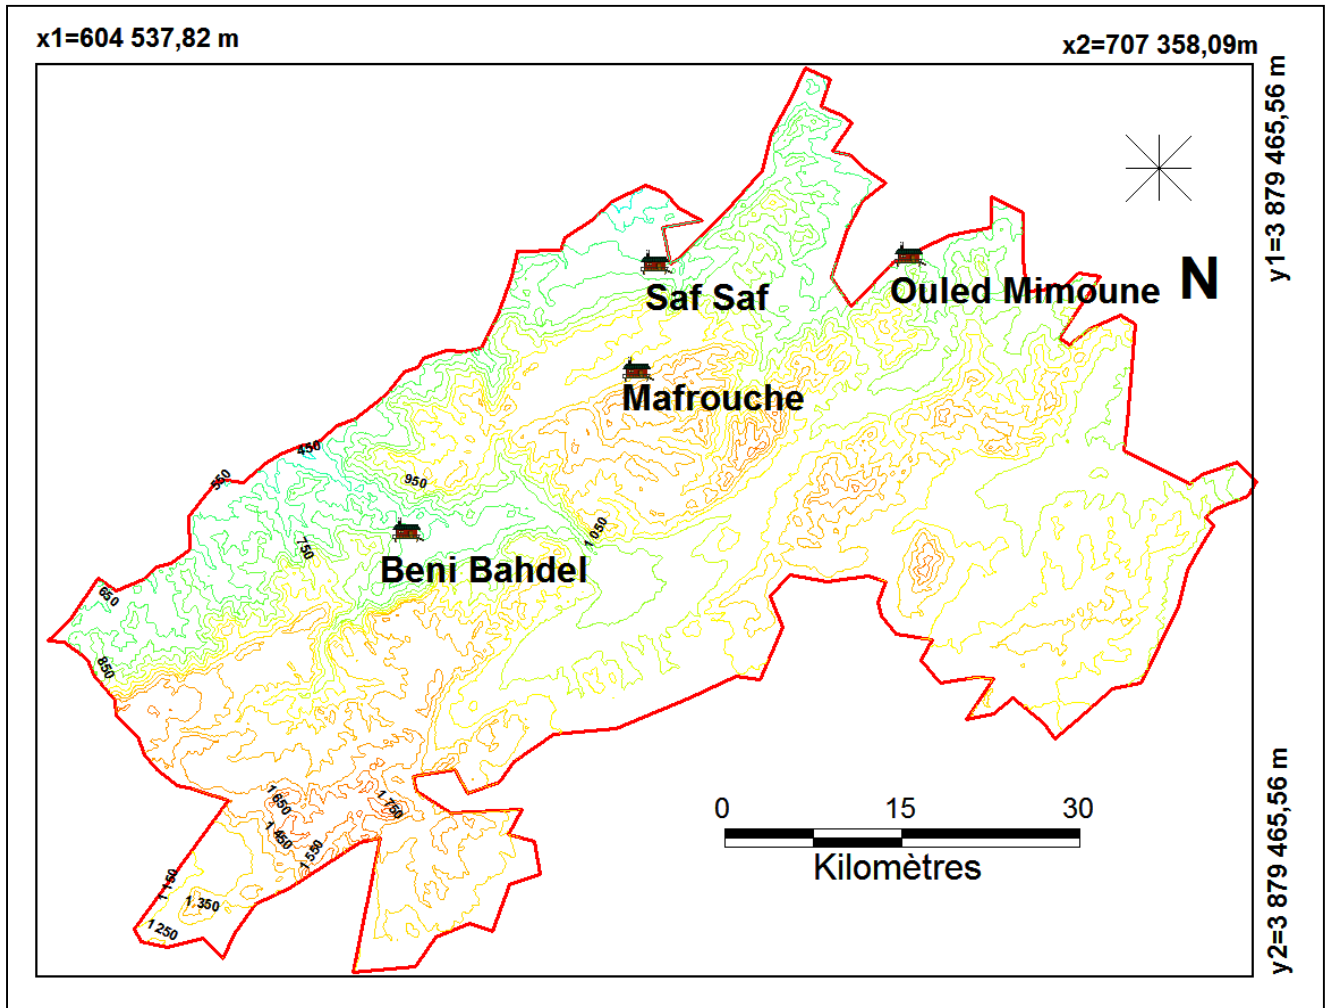 x1=604 537,82 m
x2=707 358,09m
y1=3 879 465,56 m
N
Saf Saf
Ouled Mimoune
Mafrouche
450
550
950
1 050
750
Beni Bahdel
650
850
1 650
1 750
1 450
1 550
1 150
1 350
1 250
0 15 30
Kilomètres
y2=3 879 465,56 m